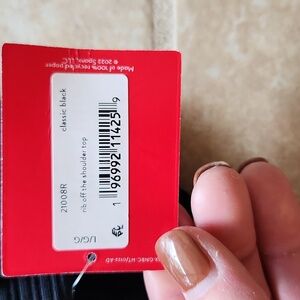 Made of 100% recycled paper
© 2023 Spanx, LLC
classic black
1 96992 11425 9
rib off the shoulder top
21008R
L/G/G